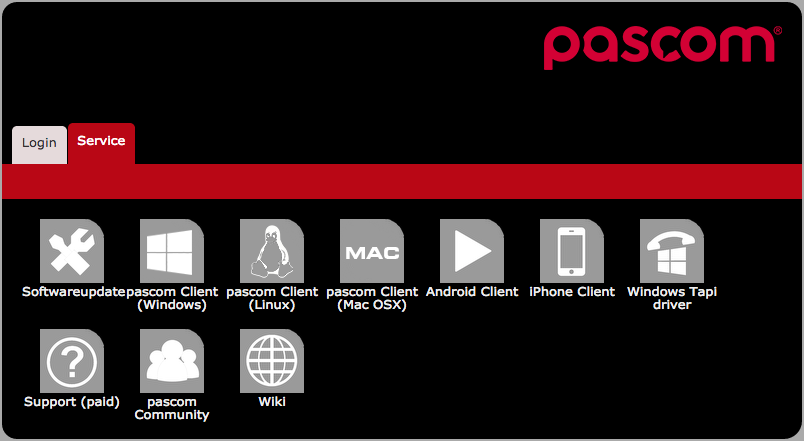 pascom®
Login
Service
MAC
Softwareupdate
pascom Client
(Windows)
pascom Client
(Linux)
pascom Client
(Mac OSX)
Android Client
iPhone Client
Windows Tapi
driver
?
Support (paid)
pascom
Community
Wiki